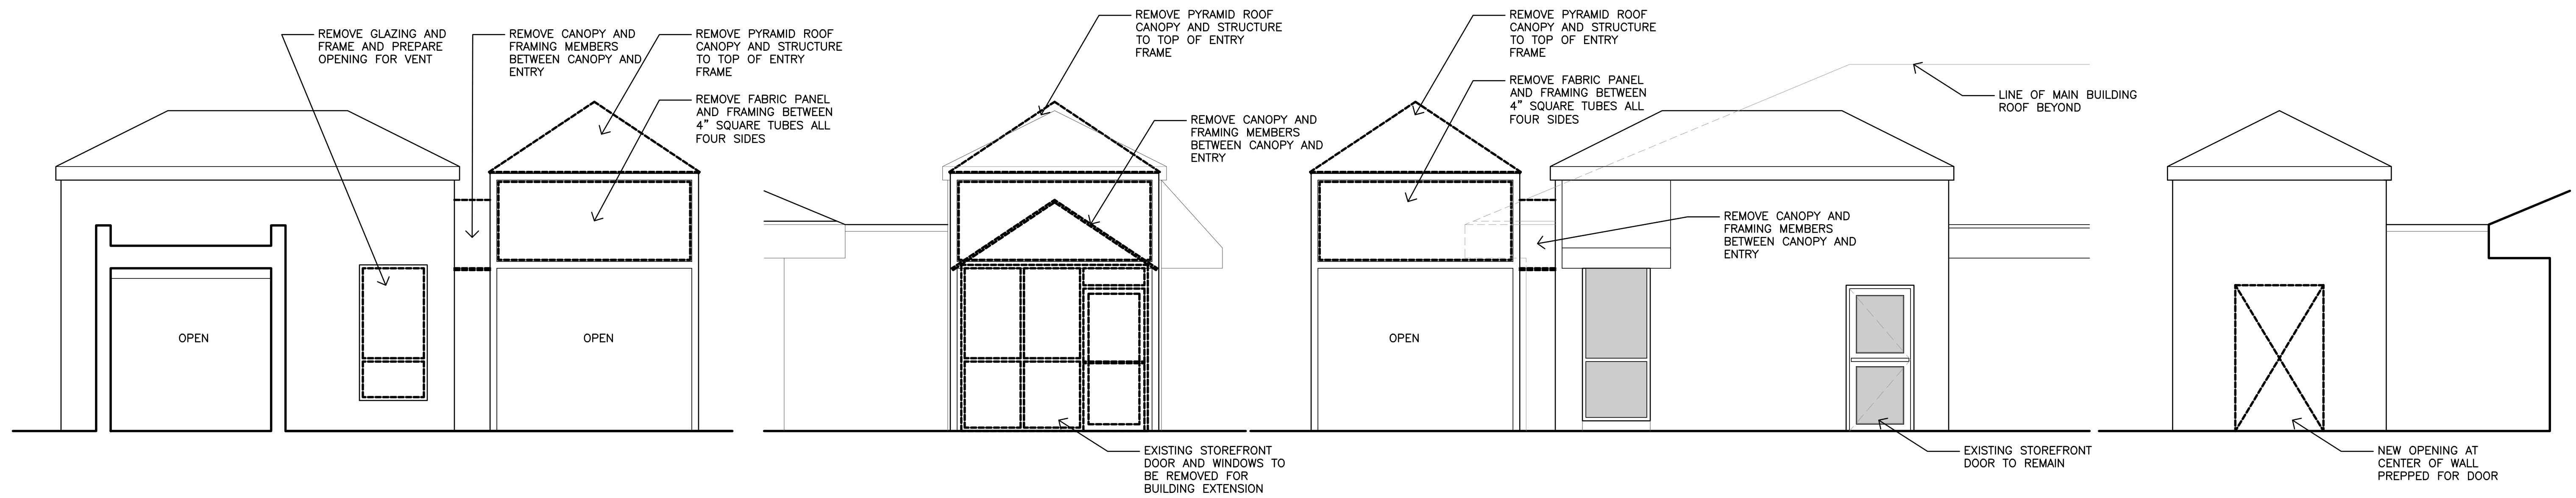 REMOVE GLAZING AND
FRAME AND PREPARE
OPENING FOR VENT
REMOVE CANOPY AND
FRAMING MEMBERS
BETWEEN CANOPY AND
ENTRY
REMOVE PYRAMID ROOF
CANOPY AND STRUCTURE
TO TOP OF ENTRY
FRAME
REMOVE FABRIC PANEL
AND FRAMING BETWEEN
4" SQUARE TUBES ALL
FOUR SIDES
OPEN
OPEN
REMOVE PYRAMID ROOF
CANOPY AND STRUCTURE
TO TOP OF ENTRY
FRAME
REMOVE CANOPY AND
FRAMING MEMBERS
BETWEEN CANOPY AND
ENTRY
EXISTING STOREFRONT
DOOR AND WINDOWS TO
BE REMOVED FOR
BUILDING EXTENSION
REMOVE PYRAMID ROOF
CANOPY AND STRUCTURE
TO TOP OF ENTRY
FRAME
REMOVE FABRIC PANEL
AND FRAMING BETWEEN
4" SQUARE TUBES ALL
FOUR SIDES
LINE OF MAIN BUILDING
ROOF BEYOND
REMOVE CANOPY AND
FRAMING MEMBERS
BETWEEN CANOPY AND
ENTRY
OPEN
EXISTING STOREFRONT
DOOR TO REMAIN
NEW OPENING AT
CENTER OF WALL
PREPPED FOR DOOR